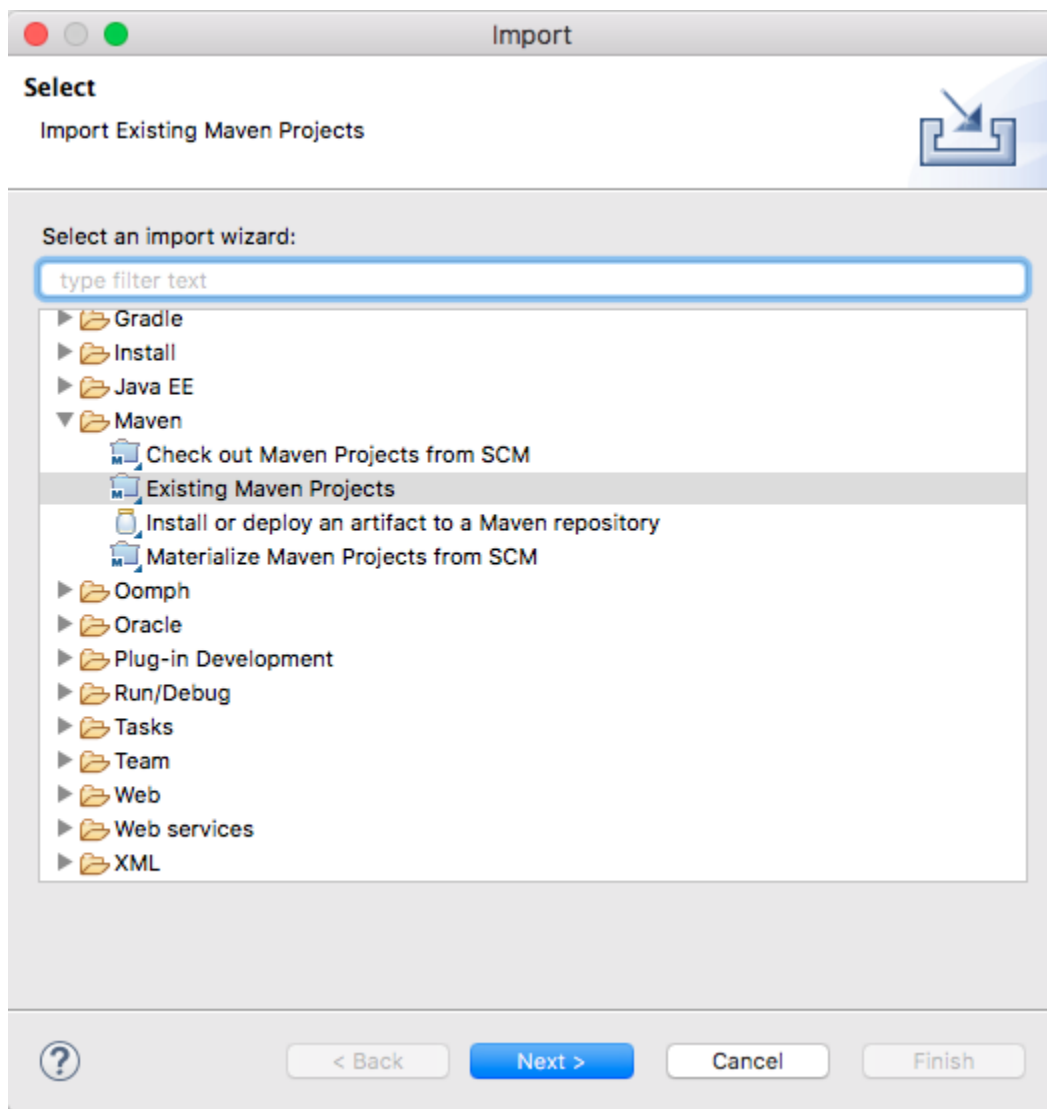 Import
Select
Import Existing Maven Projects
Select an import wizard:
type filter text
Gradle
Install
Java EE
Maven
Check out Maven Projects from SCM
Existing Maven Projects
Install or deploy an artifact to a Maven repository
Materialize Maven Projects from SCM
Oomph
Oracle
Plug-in Development
Run/Debug
Tasks
Team
Web
Web services
XML
? < Back Next > Cancel Finish